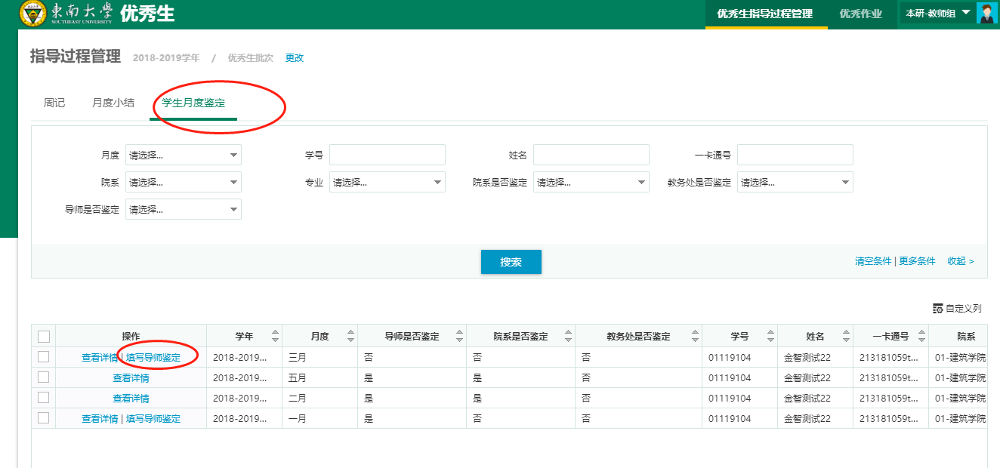 東南大學 优秀生 优秀生指导过程管理 优秀作业 本研-教师组
SOUTHEAST UNIVERSITY
指导过程管理 2018-2019学年 / 优秀生批次 更改
周记 月度小结 学生月度鉴定
月度 请选择... 学号 姓名 一卡通号
院系 请选择... 专业 请选择... 院系是否鉴定 请选择... 教务处是否鉴定 请选择...
导师是否鉴定 请选择...
搜索 清空条件 | 更多条件 收起 >
自定义列
操作 学年 月度 导师是否鉴定 院系是否鉴定 教务处是否鉴定 学号 姓名 一卡通号 院系
查看详情 | 填写导师鉴定 2018-2019... 三月 否 否 否 01119104 金智测试22 213181059t... 01-建筑学院
查看详情 2018-2019... 五月 是 是 否 01119104 金智测试22 213181059t... 01-建筑学院
查看详情 2018-2019... 二月 是 是 否 01119104 金智测试22 213181059t... 01-建筑学院
查看详情 | 填写导师鉴定 2018-2019... 一月 是 否 否 01119104 金智测试22 213181059t... 01-建筑学院